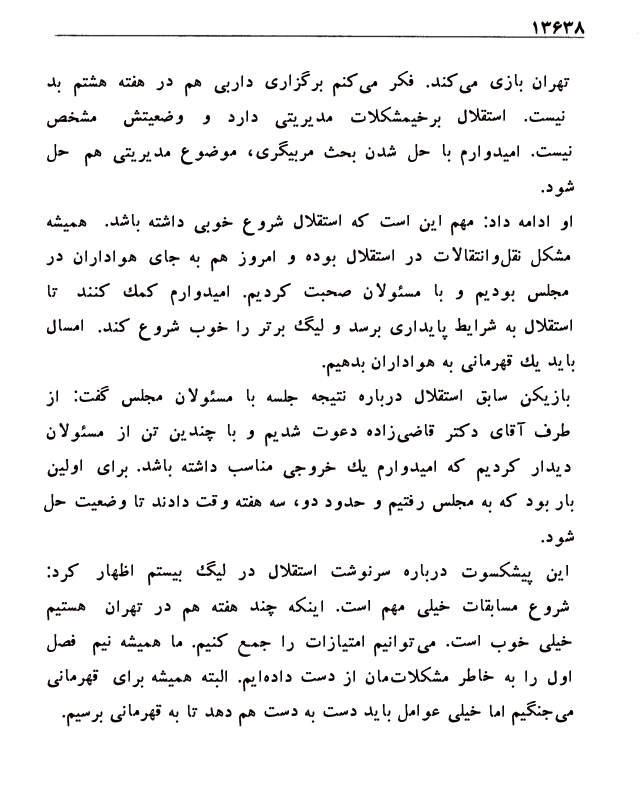 ۱۳۶۳۸
تهران بازی می‌کند. فکر می‌کنم برگزاری داربی هم در هفته هشتم بد
نیست. استقلال برخیمشکلات مدیریتی دارد و وضعیتش مشخص
نیست. امیدوارم با حل شدن بحث مربیگری، موضوع مدیریتی هم حل
شود.
او ادامه داد: مهم این است که استقلال شروع خوبی داشته باشد. همیشه
مشکل نقل‌وانتقالات در استقلال بوده و امروز هم به جای هواداران در
مجلس بودیم و با مسئولان صحبت کردیم. امیدوارم کمك کنند تا
استقلال به شرایط پایداری برسد و لیگ برتر را خوب شروع کند. امسال
باید یك قهرمانی به هواداران بدهیم.
بازیکن سابق استقلال درباره نتیجه جلسه با مسئولان مجلس گفت: از
طرف آقای دکتر قاضی‌زاده دعوت شدیم و با چندین تن از مسئولان
دیدار کردیم که امیدوارم یك خروجی مناسب داشته باشد. برای اولین
بار بود که به مجلس رفتیم و حدود دو، سه هفته وقت دادند تا وضعیت حل
شود.
این پیشکسوت درباره سرنوشت استقلال در لیگ بیستم اظهار کرد:
شروع مسابقات خیلی مهم است. اینکه چند هفته هم در تهران هستیم
خیلی خوب است. می‌توانیم امتیازات را جمع کنیم. ما همیشه نیم فصل
اول را به خاطر مشکلات‌مان از دست داده‌ایم. البته همیشه برای قهرمانی
می‌جنگیم اما خیلی عوامل باید دست به دست هم دهد تا به قهرمانی برسیم.